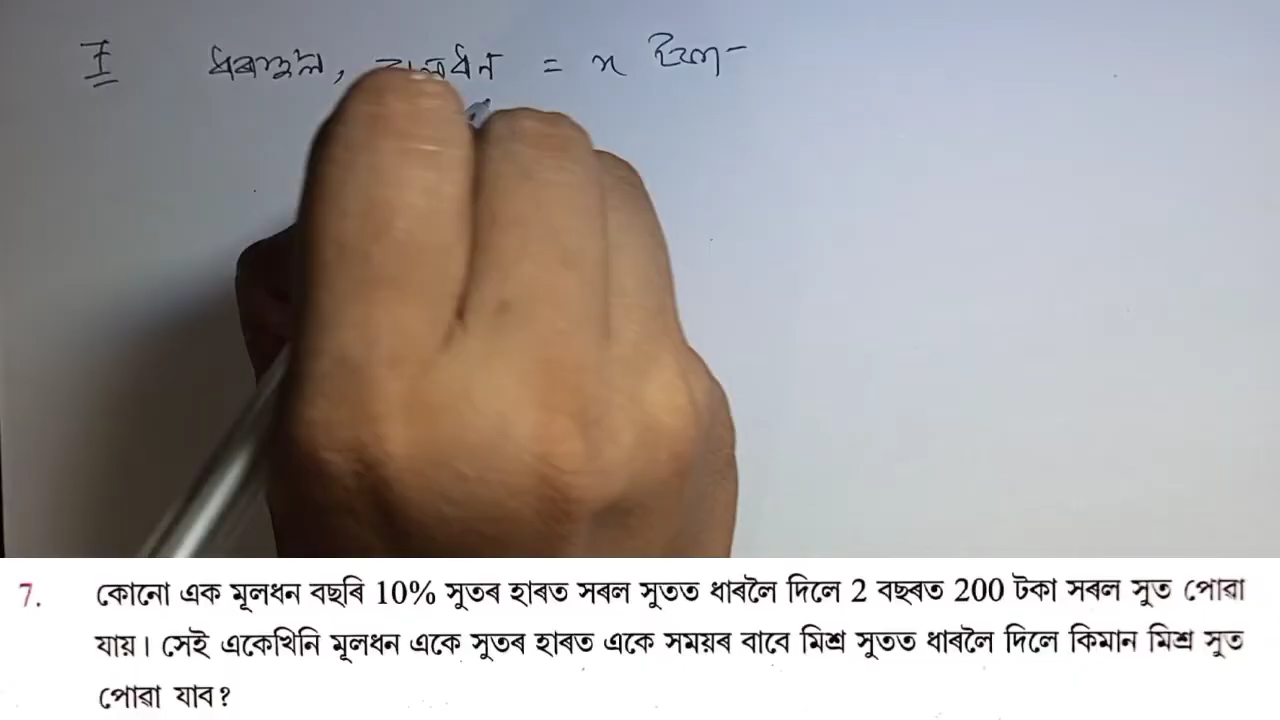 I ধৰাহ'ল, মূলধন = x টকা
7. কোনো এক মূলধন বছৰি 10% সুতৰ হাৰত সৰল সুতত ধাৰলৈ দিলে 2 বছৰত 200 টকা সৰল সুত পোৱা
যায়। সেই একেখিনি মূলধন একে সুতৰ হাৰত একে সময়ৰ বাবে মিশ্ৰ সুতত ধাৰলৈ দিলে কিমান মিশ্ৰ সুত
পোৱা যাব?